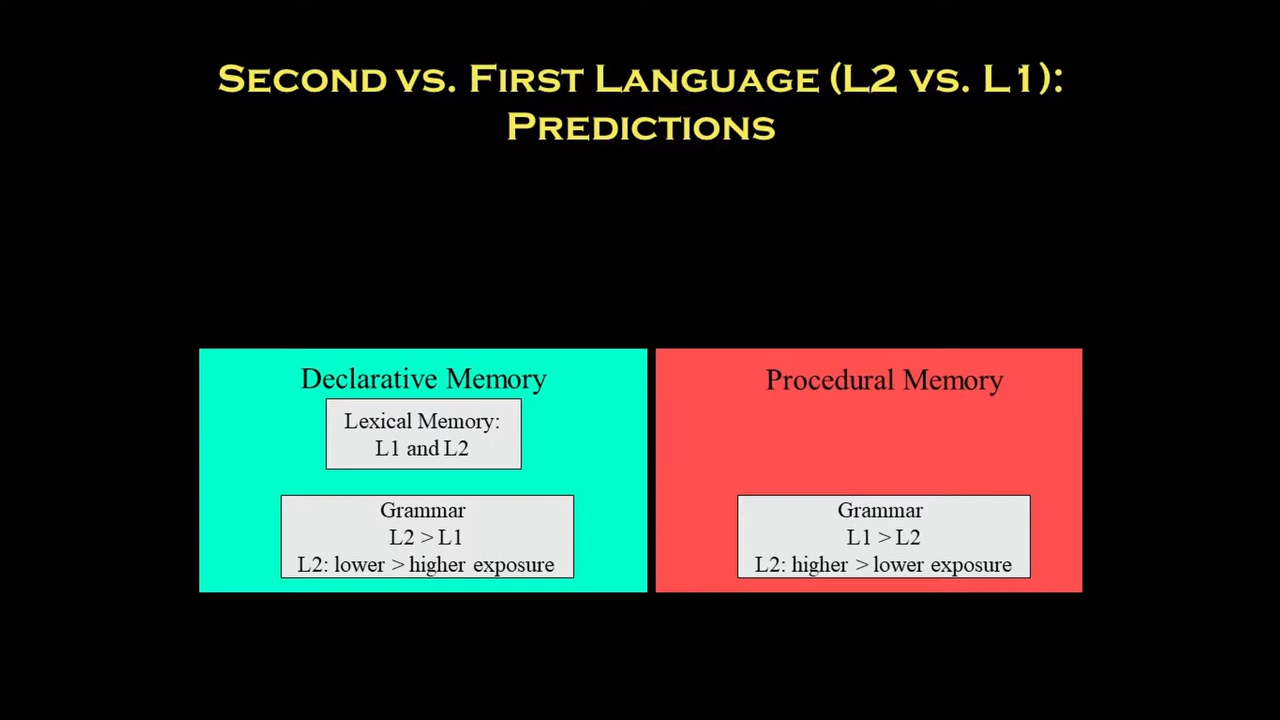 Second vs. First Language (L2 vs. L1):
Predictions
Declarative Memory
Lexical Memory:
L1 and L2
Grammar
L2 > L1
L2: lower > higher exposure
Procedural Memory
Grammar
L1 > L2
L2: higher > lower exposure